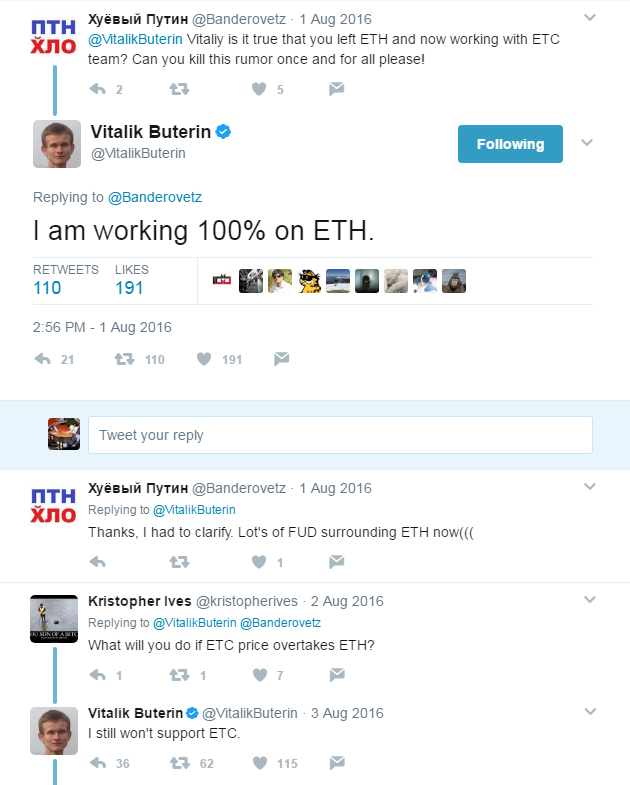 ПТН
ХЛО
Хуёвый Путин @Banderovetz · 1 Aug 2016
@VitalikButerin Vitaliy is it true that you left ETH and now working with ETC
team? Can you kill this rumor once and for all please!
2 5
Vitalik Buterin
@VitalikButerin
Following
Replying to @Banderovetz
I am working 100% on ETH.
RETWEETS LIKES
110 191
2:56 PM - 1 Aug 2016
21 110 191
Tweet your reply
ПТН
ХЛО
Хуёвый Путин @Banderovetz · 1 Aug 2016
Replying to @VitalikButerin
Thanks, I had to clarify. Lot's of FUD surrounding ETH now(((
1
Kristopher Ives @kristopherives · 2 Aug 2016
Replying to @VitalikButerin @Banderovetz
What will you do if ETC price overtakes ETH?
1 1 7
Vitalik Buterin @VitalikButerin · 3 Aug 2016
I still won't support ETC.
36 62 115